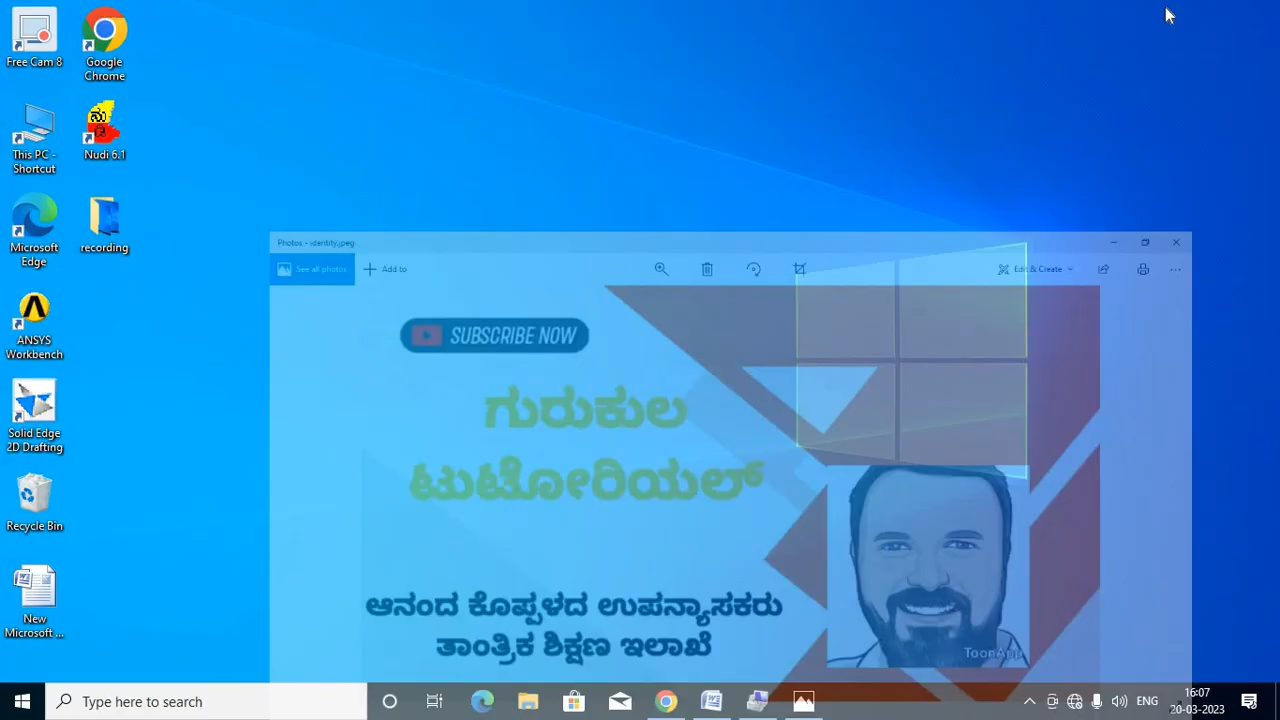 Free Cam 8
Google
Chrome
This PC -
Shortcut
ನು
ಡಿ
Nudi 6.1
Microsoft
Edge
recording
ANSYS
Workbench
Solid Edge
2D Drafting
Recycle Bin
New
Microsoft ...
Photos - identity.jpeg
See all photos
Add to
Edit & Create
SUBSCRIBE NOW
ಗುರುಕುಲ
ಟುಟೋರಿಯಲ್
ಆನಂದ ಕೊಪ್ಪಳದ ಉಪನ್ಯಾಸಕರು
ತಾಂತ್ರಿಕ ಶಿಕ್ಷಣ ಇಲಾಖೆ
ToonApp
Type here to search
ENG
16:07
20-03-2023